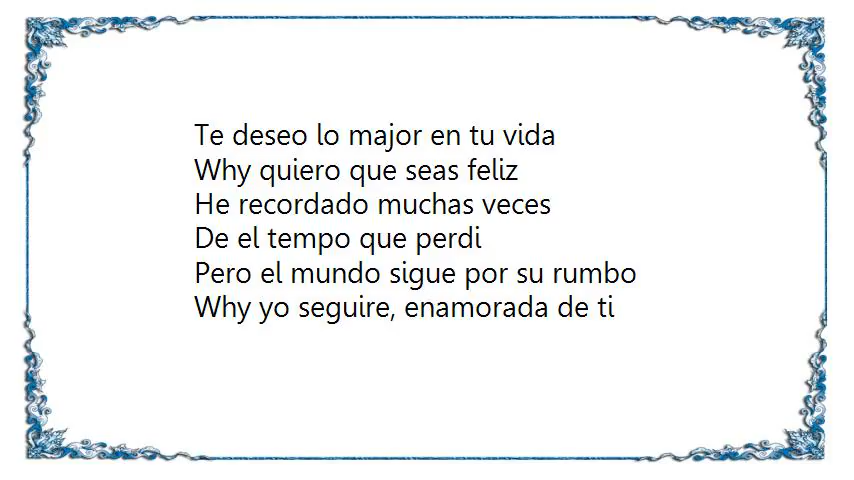 Te deseo lo major en tu vida
Why quiero que seas feliz
He recordado muchas veces
De el tempo que perdi
Pero el mundo sigue por su rumbo
Why yo seguire, enamorada de ti